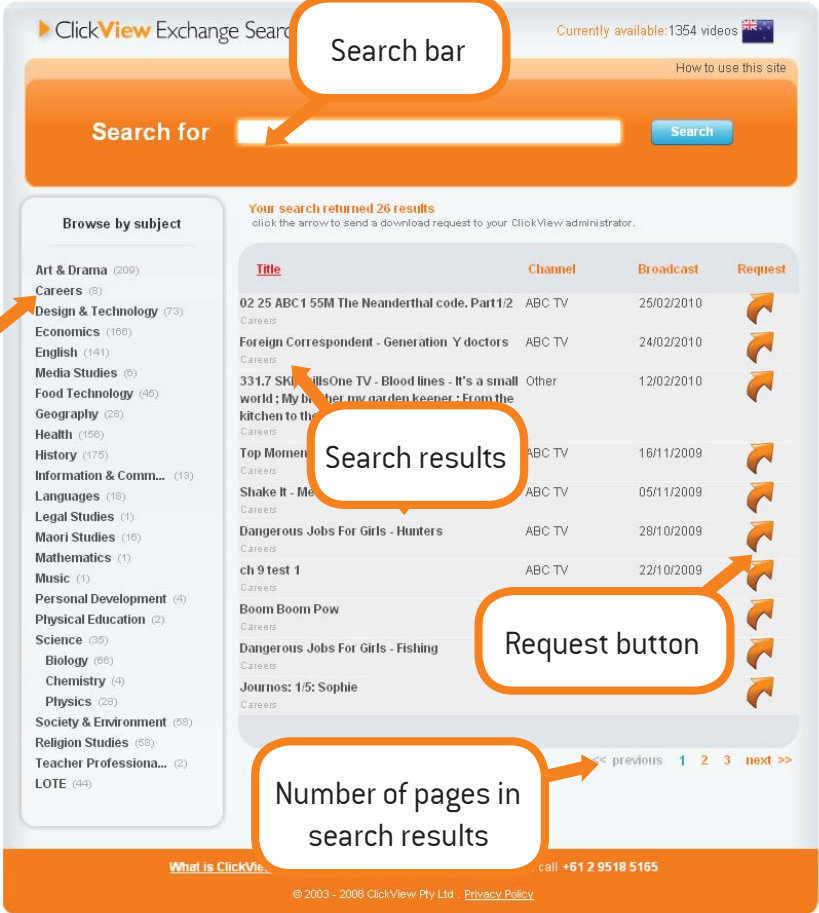 ClickView Exchange Sear
Currently available:1354 videos
Search bar
How to use this site
Search for
Search
Browse by subject
Art & Drama (209)
Careers (8)
Design & Technology (73)
Economics (166)
English (141)
Media Studies (6)
Food Technology (45)
Geography (28)
Health (156)
History (175)
Information & Comm... (13)
Languages (18)
Legal Studies (1)
Maori Studies (16)
Mathematics (1)
Music (1)
Personal Development (4)
Physical Education (2)
Science (35)
Biology (66)
Chemistry (4)
Physics (28)
Society & Environment (58)
Religion Studies (58)
Teacher Professiona... (2)
LOTE (44)
Your search returned 26 results
click the arrow to send a download request to your ClickView administrator.
Title Channel Broadcast Request
02 25 ABC1 55M The Neanderthal code. Part1/2 ABC TV 25/02/2010
Careers
Foreign Correspondent - Generation Y doctors ABC TV 24/02/2010
Careers
331.7 SKI illsOne TV - Blood lines - It's a small Other 12/02/2010
world ; My br her my garden keeper ; From the
kitchen to the
Careers
Top Momen ABC TV 16/11/2009
Careers
Shake It - Me ABC TV 05/11/2009
Careers
Search results
Dangerous Jobs For Girls - Hunters ABC TV 28/10/2009
Careers
ch 9 test 1 ABC TV 22/10/2009
Careers
Boom Boom Pow
Careers
Dangerous Jobs For Girls - Fishing
Careers
Journos: 1/5: Sophie
Careers
Request button
<< previous 1 2 3 next >>
Number of pages in
search results
What is ClickVie call +61 2 9518 5165
© 2003 - 2008 ClickView Pty Ltd . Privacy Policy